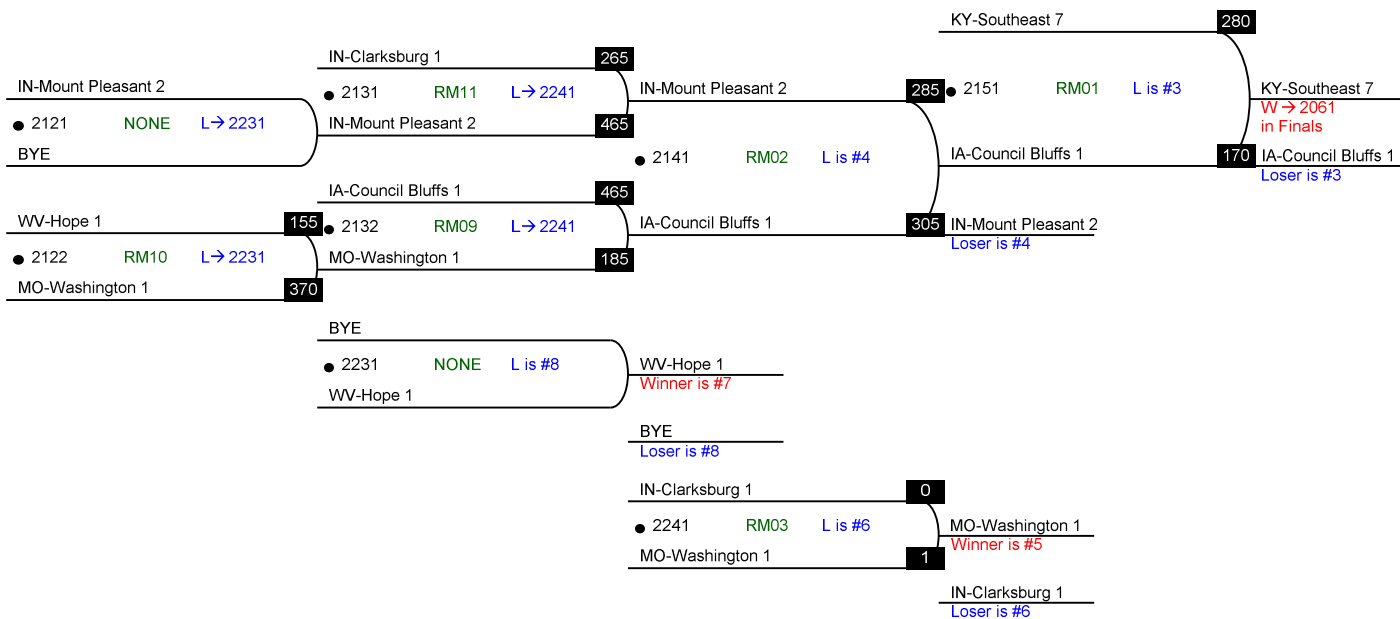 KY-Southeast 7
280
IN-Clarksburg 1
265
IN-Mount Pleasant 2
2131 RM11 L→2241
IN-Mount Pleasant 2
285
2151 RM01 L is #3
KY-Southeast 7
W→2061
in Finals
2121 NONE L→2231
IN-Mount Pleasant 2
465
BYE
2141 RM02 L is #4
IA-Council Bluffs 1
170
IA-Council Bluffs 1
Loser is #3
IA-Council Bluffs 1
465
WV-Hope 1
155
2132 RM09 L→2241
IA-Council Bluffs 1
305
IN-Mount Pleasant 2
Loser is #4
2122 RM10 L→2231
MO-Washington 1
185
MO-Washington 1
370
BYE
2231 NONE L is #8
WV-Hope 1
Winner is #7
WV-Hope 1
BYE
Loser is #8
IN-Clarksburg 1
0
2241 RM03 L is #6
MO-Washington 1
Winner is #5
MO-Washington 1
1
IN-Clarksburg 1
Loser is #6